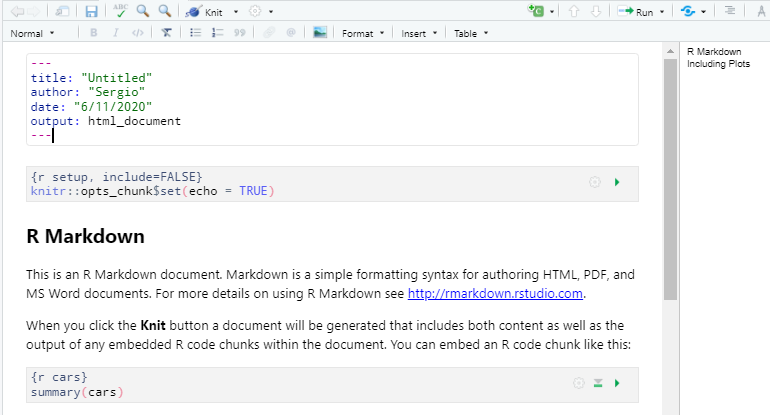 ABC Knit C Run
Normal B I </> 99 @ Format Insert Table
---
title: "Untitled"
author: "Sergio"
date: "6/11/2020"
output: html_document
---
R Markdown
Including Plots
{r setup, include=FALSE}
knitr::opts_chunk$set(echo = TRUE)
R Markdown
This is an R Markdown document. Markdown is a simple formatting syntax for authoring HTML, PDF, and
MS Word documents. For more details on using R Markdown see http://rmarkdown.rstudio.com.
When you click the Knit button a document will be generated that includes both content as well as the
output of any embedded R code chunks within the document. You can embed an R code chunk like this:
{r cars}
summary(cars)